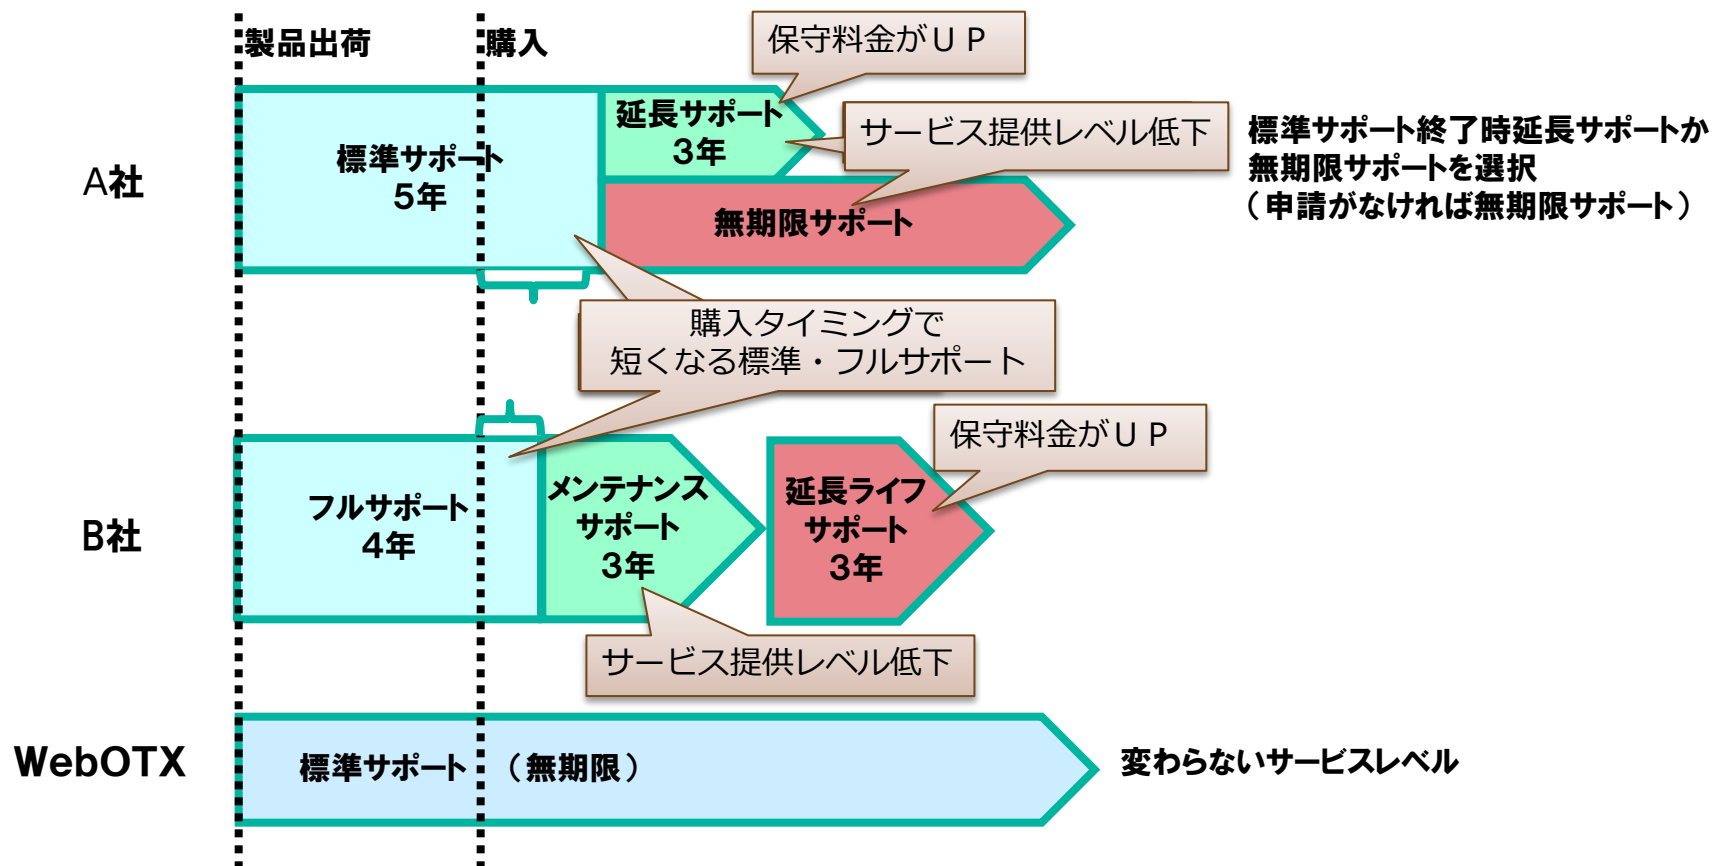 製品出荷
購入
保守料金がＵＰ
A社
標準サポート
5年
延長サポート
3年
サービス提供レベル低下
無期限サポート
標準サポート終了時延長サポートか
無期限サポートを選択
（申請がなければ無期限サポート）
購入タイミングで
短くなる標準・フルサポート
B社
フルサポート
4年
メンテナンス
サポート
3年
延長ライフ
サポート
3年
保守料金がＵＰ
サービス提供レベル低下
WebOTX
標準サポート（無期限）
変わらないサービスレベル